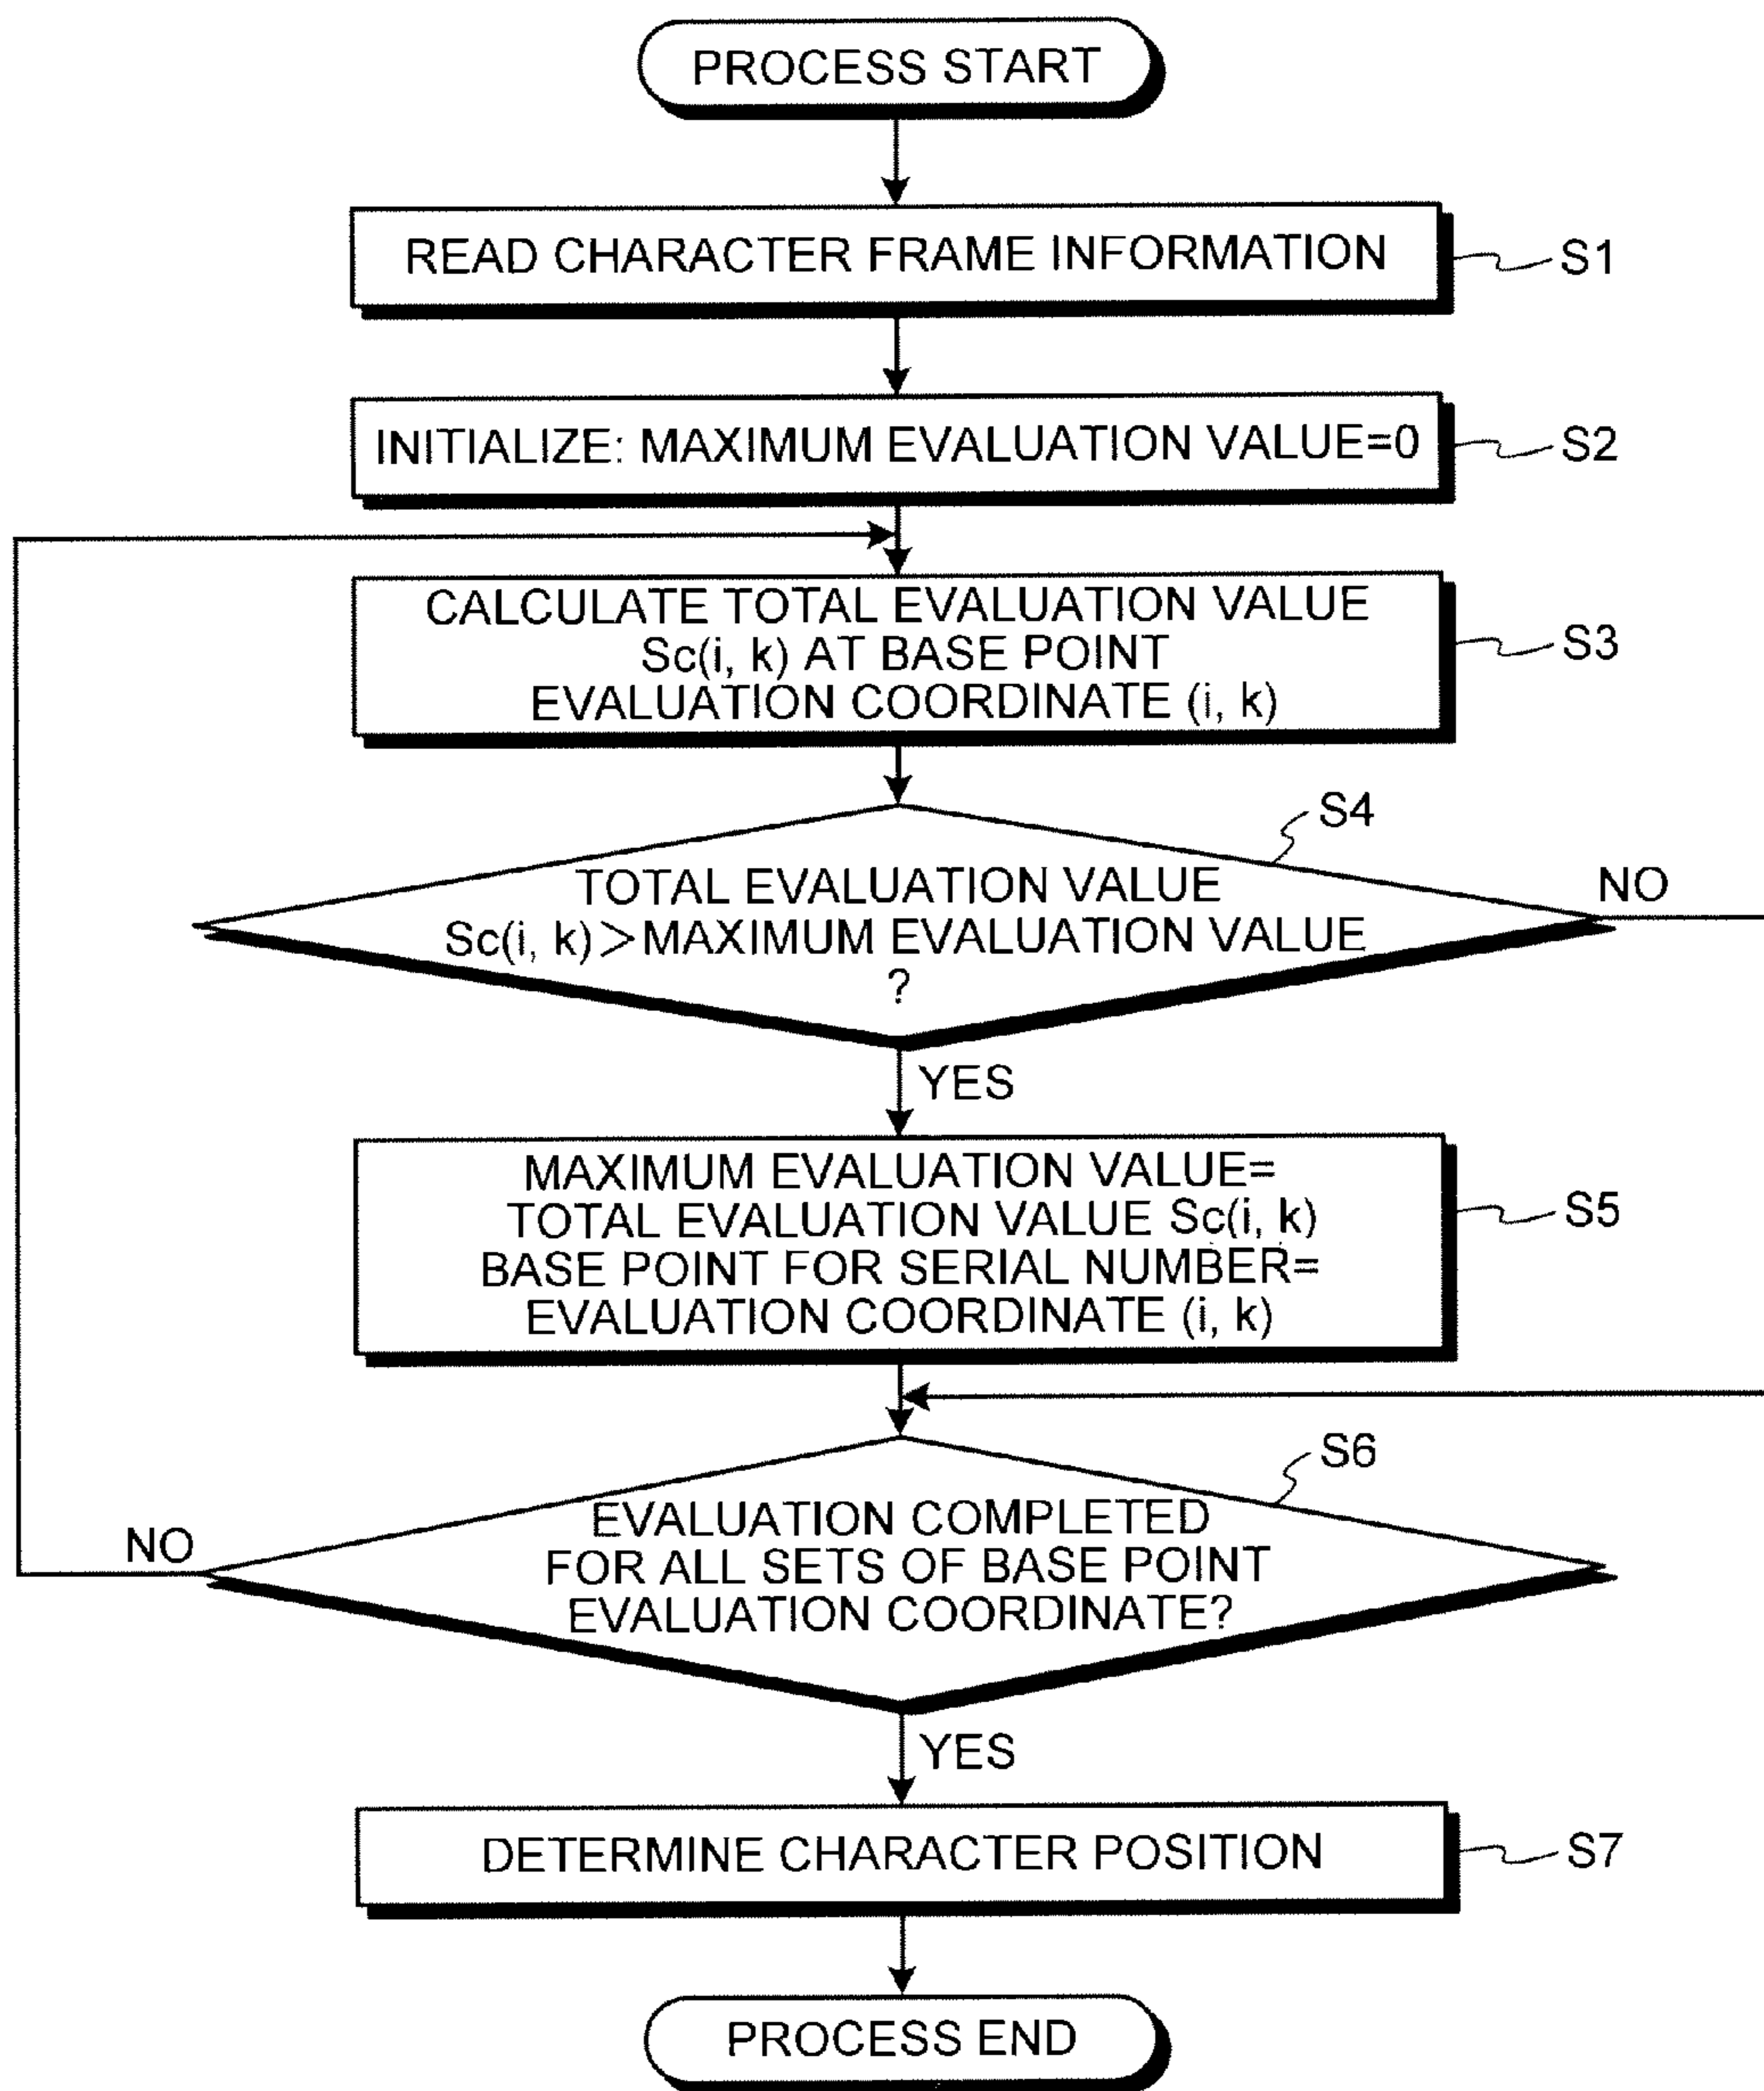 PROCESS START
READ CHARACTER FRAME INFORMATION
S1
INITIALIZE: MAXIMUM EVALUATION VALUE=0
S2
CALCULATE TOTAL EVALUATION VALUE
Sc(i, k) AT BASE POINT
EVALUATION COORDINATE (i, k)
S3
S4
TOTAL EVALUATION VALUE
Sc(i, k)>MAXIMUM EVALUATION VALUE
?
NO
YES
MAXIMUM EVALUATION VALUE=
TOTAL EVALUATION VALUE Sc(i, k)
BASE POINT FOR SERIAL NUMBER=
EVALUATION COORDINATE (i, k)
S5
S6
EVALUATION COMPLETED
FOR ALL SETS OF BASE POINT
EVALUATION COORDINATE?
NO
YES
DETERMINE CHARACTER POSITION
S7
PROCESS END